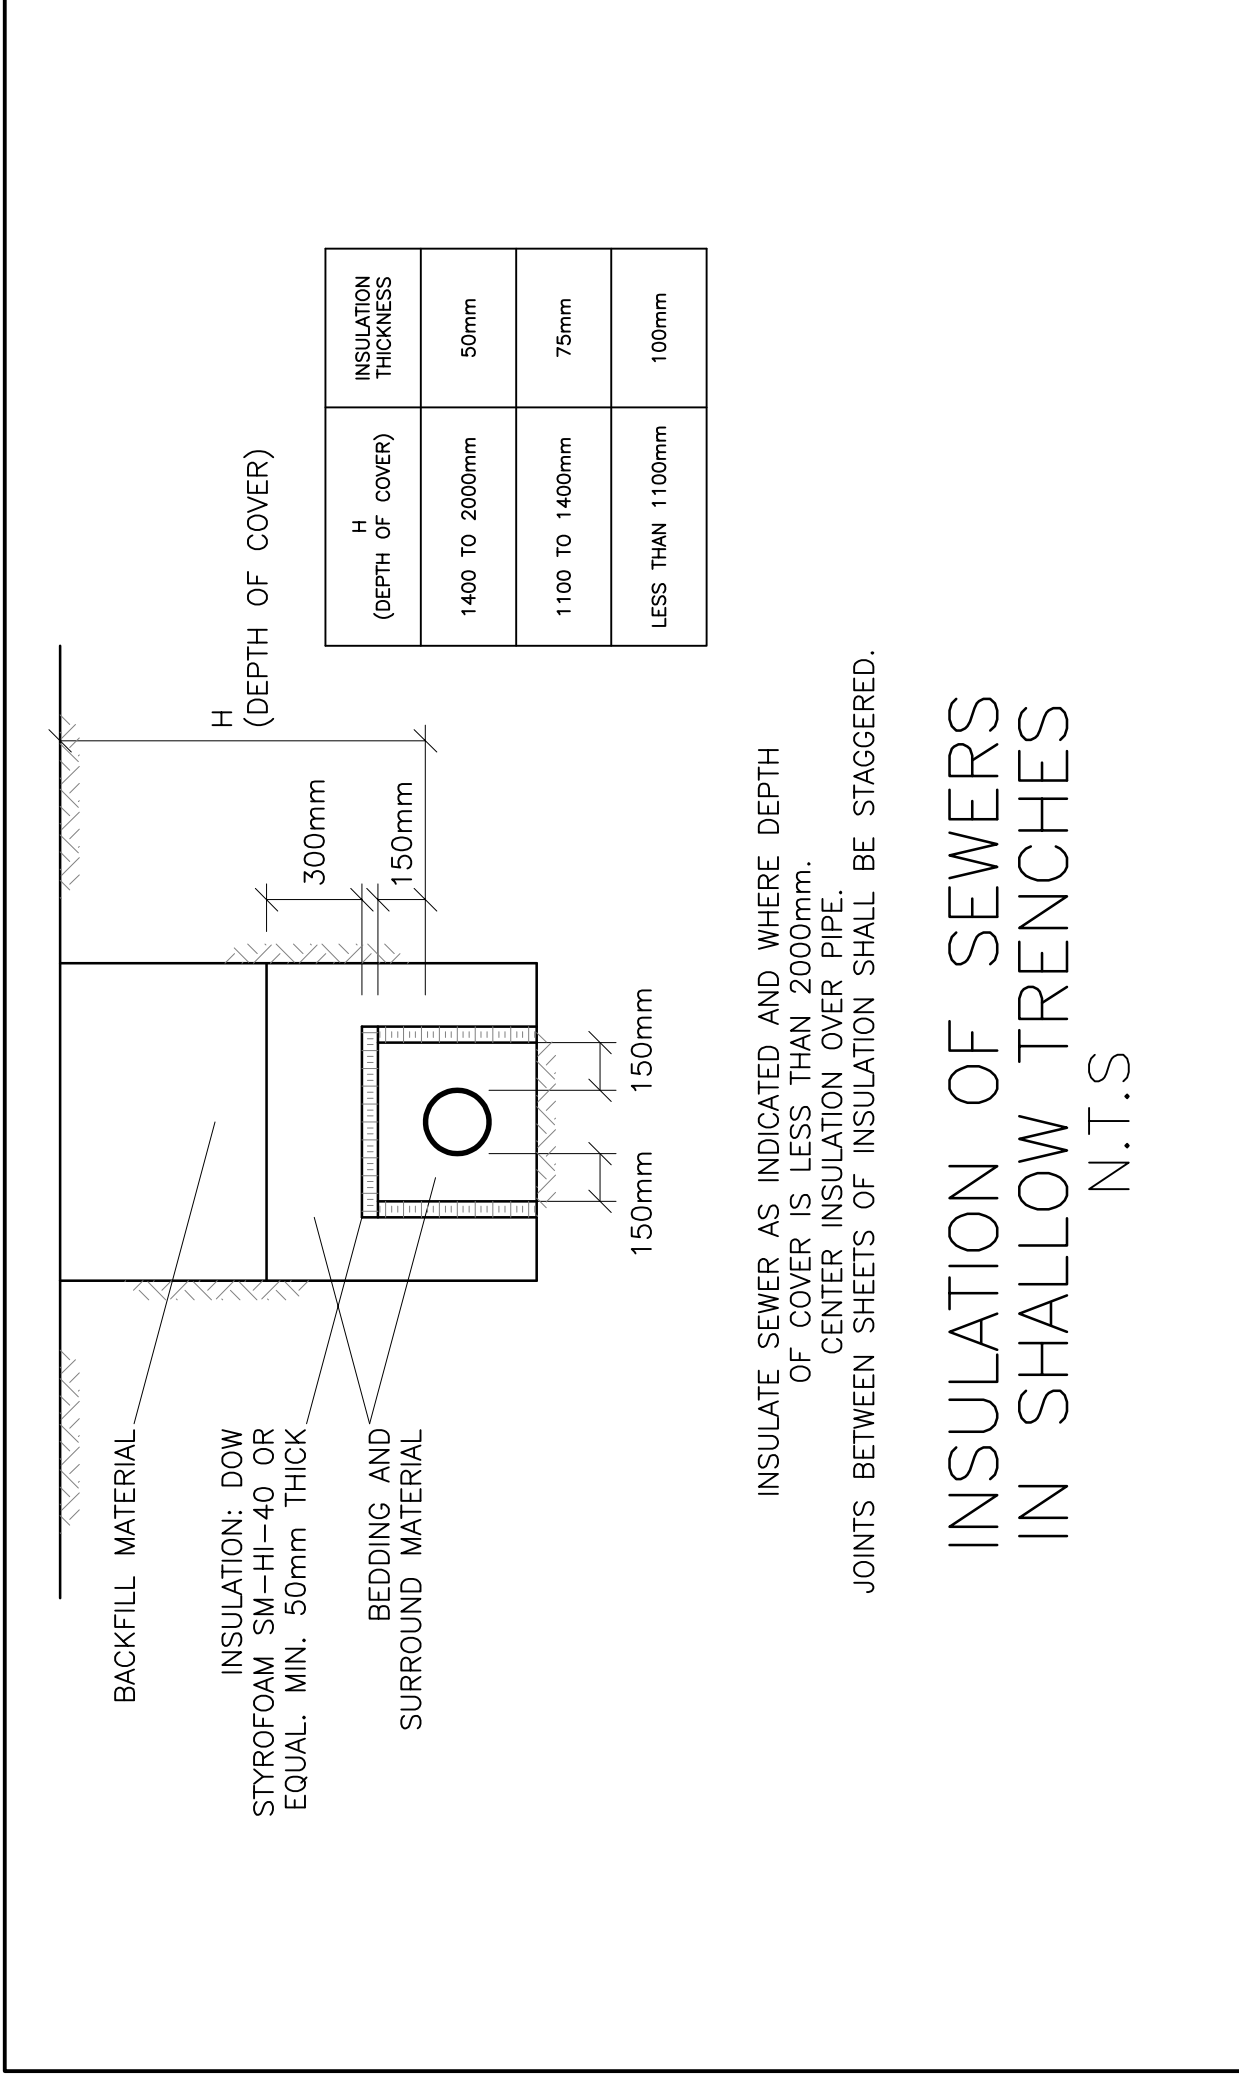 BACKFILL MATERIAL
INSULATION: DOW
STYROFOAM SM-HI-40 OR
EQUAL. MIN. 50mm THICK
BEDDING AND
SURROUND MATERIAL
H
(DEPTH OF COVER)
300mm
150mm
150mm
150mm
H
(DEPTH OF COVER)
INSULATION
THICKNESS
1400 TO 2000mm
50mm
1100 TO 1400mm
75mm
LESS THAN 1100mm
100mm
INSULATE SEWER AS INDICATED AND WHERE DEPTH
OF COVER IS LESS THAN 2000mm.
CENTER INSULATION OVER PIPE.
JOINTS BETWEEN SHEETS OF INSULATION SHALL BE STAGGERED.
INSULATION OF SEWERS
IN SHALLOW TRENCHES
N.T.S